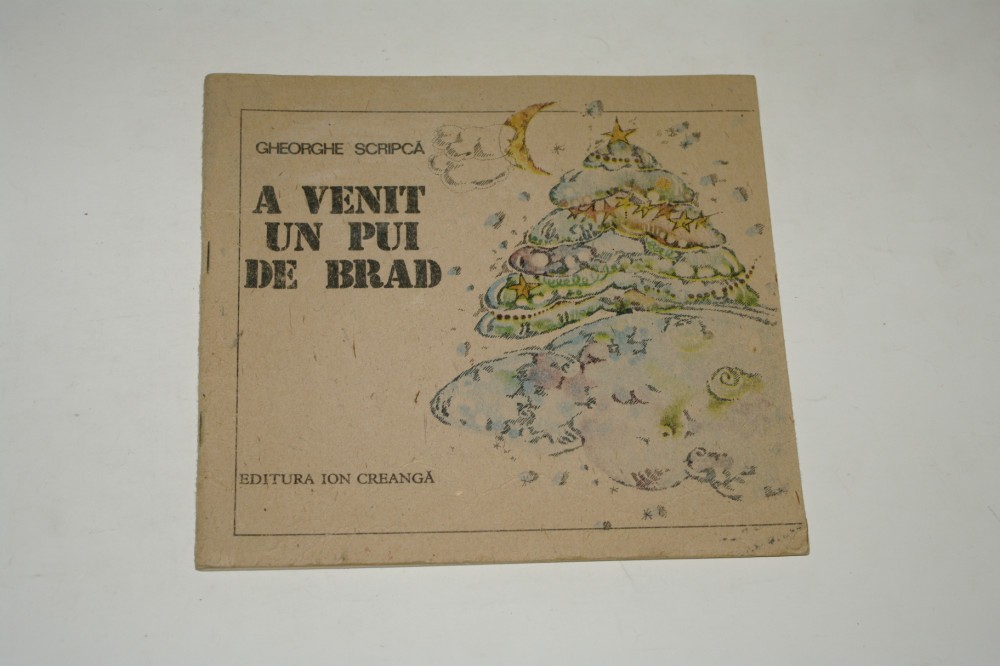 GHEORGHE SCRIPCĂ
A VENIT
UN PUI
DE BRAD
EDITURA ION CREANGĂ